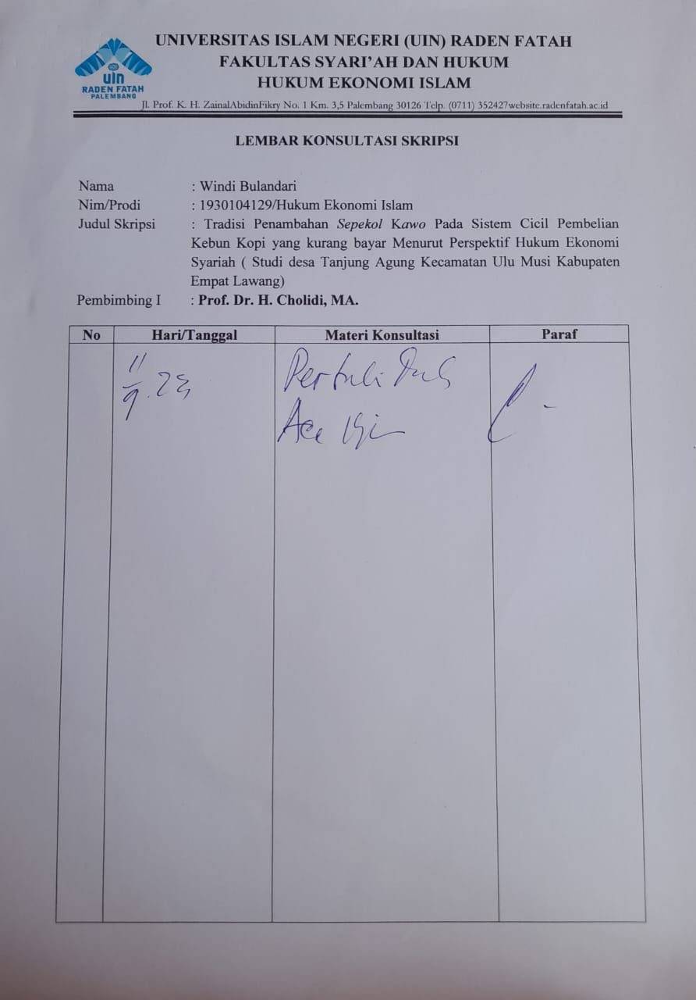 UNIVERSITAS ISLAM NEGERI (UIN) RADEN FATAH
FAKULTAS SYARI'AH DAN HUKUM
HUKUM EKONOMI ISLAM
uin
RADEN FATAH
PALEMBANG
Jl. Prof. K. H. ZainalAbidinFikry No. 1 Km. 3,5 Palembang 30126 Telp. (0711) 352427website.radenfatah.ac.id
LEMBAR KONSULTASI SKRIPSI
Nama : Windi Bulandari
Nim/Prodi : 1930104129/Hukum Ekonomi Islam
Judul Skripsi : Tradisi Penambahan Sepekol Kawo Pada Sistem Cicil Pembelian
Kebun Kopi yang kurang bayar Menurut Perspektif Hukum Ekonomi
Syariah ( Studi desa Tanjung Agung Kecamatan Ulu Musi Kabupaten
Empat Lawang)
Pembimbing I : Prof. Dr. H. Cholidi, MA.
No Hari/Tanggal Materi Konsultasi Paraf
11
9. 23
Acc